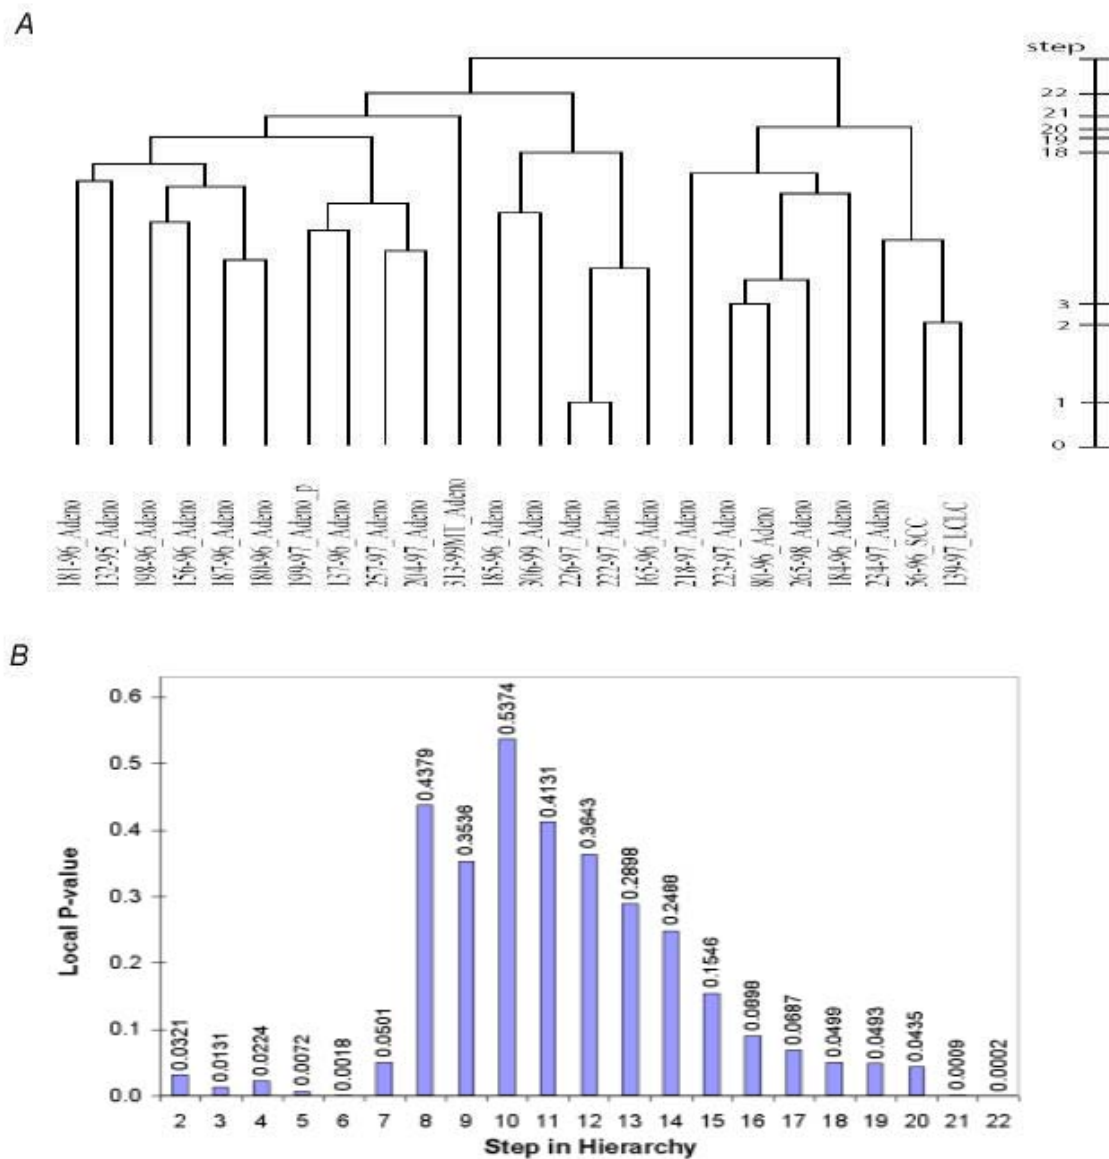 A
step
22
21
20
19
18
3
2
1
0
181-96_Adeno
132-95_Adeno
198-96_Adeno
156-96_Adeno
187-96_Adeno
180-96_Adeno
199-97_Adeno_p
137-96_Adeno
257-97_Adeno
204-97_Adeno
313-99MT_Adeno
185-96_Adeno
306-99_Adeno
226-97_Adeno
222-97_Adeno
165-96_Adeno
218-97_Adeno
223-97_Adeno
80-96_Adeno
265-98_Adeno
184-96_Adeno
234-97_Adeno
56-96_SCC
139-97_LCLC
B
Local P-value
0.6
0.5
0.4
0.3
0.2
0.1
0.0
0.0321
0.0131
0.0224
0.0072
0.0018
0.0501
0.4379
0.3536
0.5374
0.4131
0.3643
0.2898
0.2488
0.1546
0.0898
0.0687
0.0499
0.0493
0.0435
0.0009
0.0002
2 3 4 5 6 7 8 9 10 11 12 13 14 15 16 17 18 19 20 21 22
Step in Hierarchy